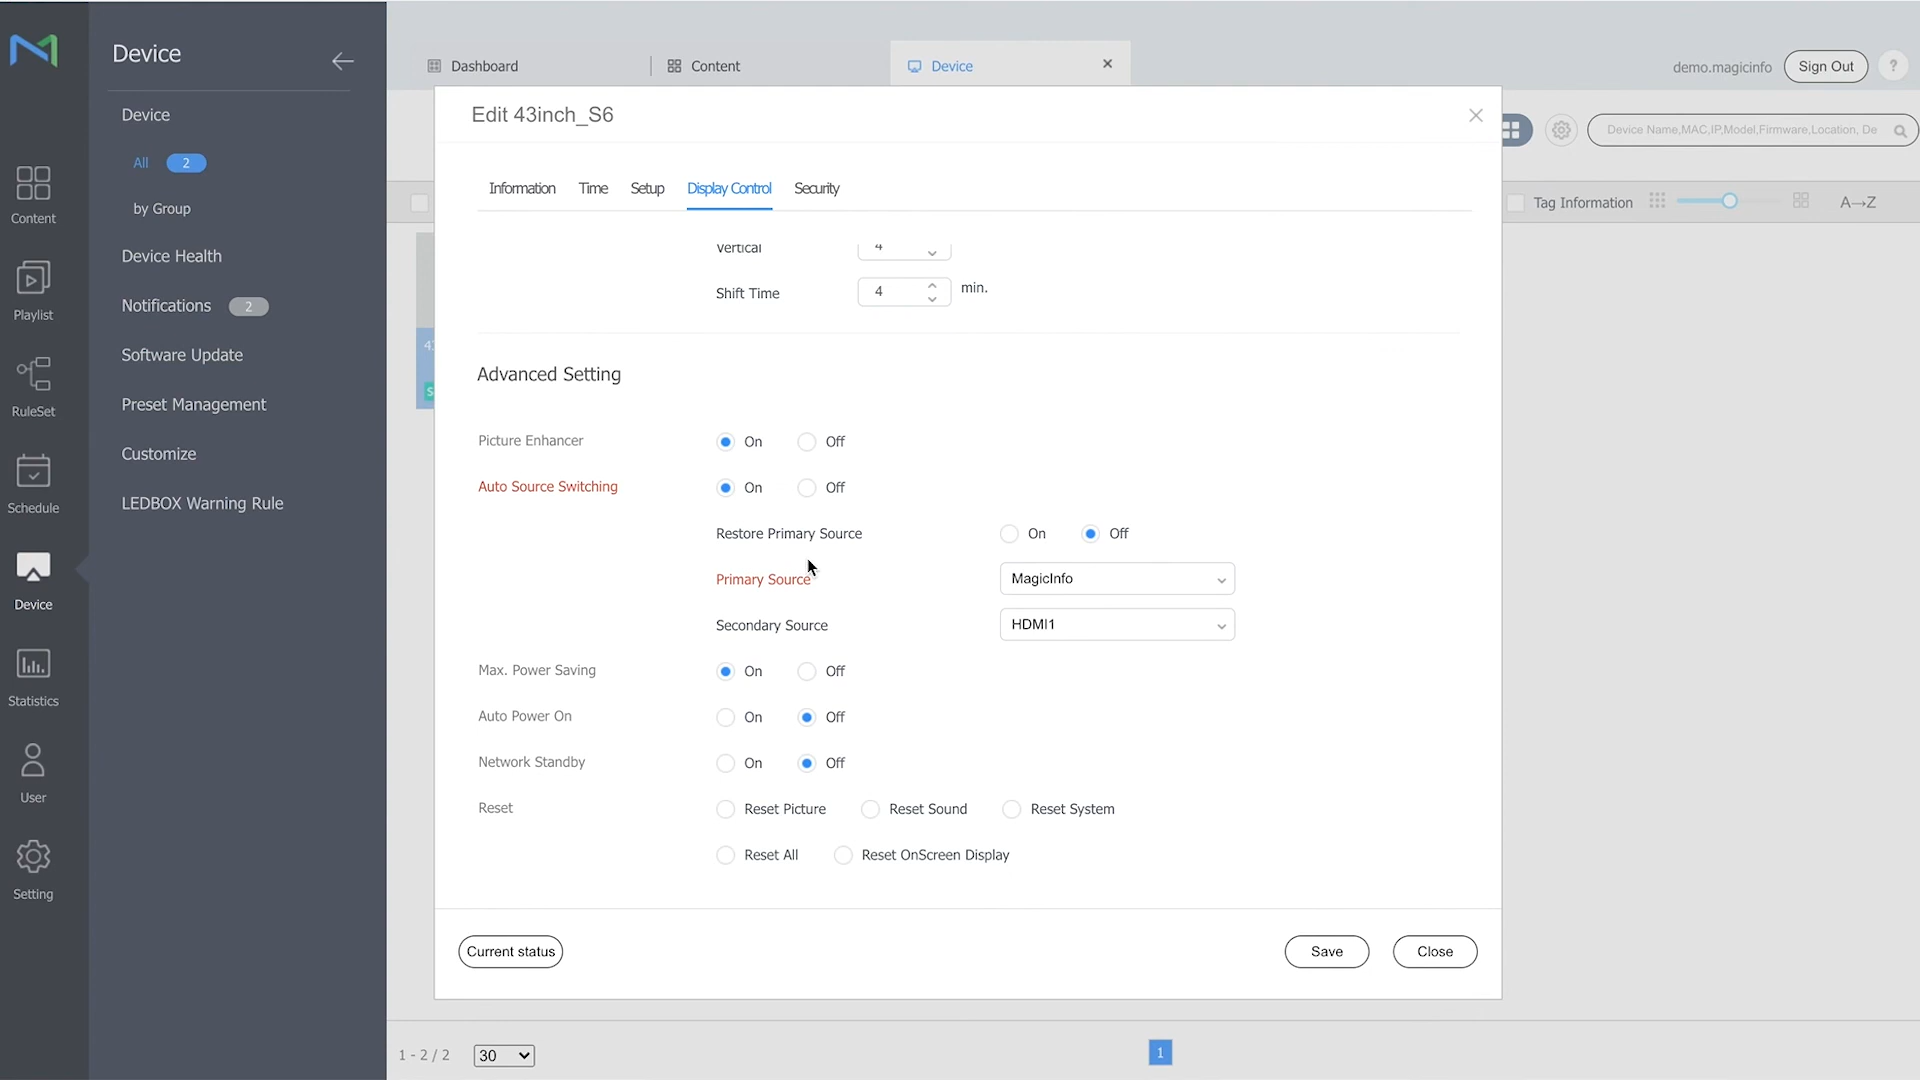 Device
Dashboard
Content
Device
demo.magicinfo
Sign Out
?
Device
All 2
by Group
Device Health
Notifications 2
Software Update
Preset Management
Customize
LEDBOX Warning Rule
Content
Playlist
RuleSet
Schedule
Device
Statistics
User
Setting
Device Name,MAC,IP,Model,Firmware,Location, De
Tag Information
A→Z
Edit 43inch_S6
Information Time Setup Display Control Security
Vertical 4
Shift Time 4 min.
Advanced Setting
Picture Enhancer On Off
Auto Source Switching On Off
Restore Primary Source On Off
Primary Source MagicInfo
Secondary Source HDMI1
Max. Power Saving On Off
Auto Power On On Off
Network Standby On Off
Reset Reset Picture Reset Sound Reset System
Reset All Reset OnScreen Display
Current status Save Close
1 - 2 / 2 30 1